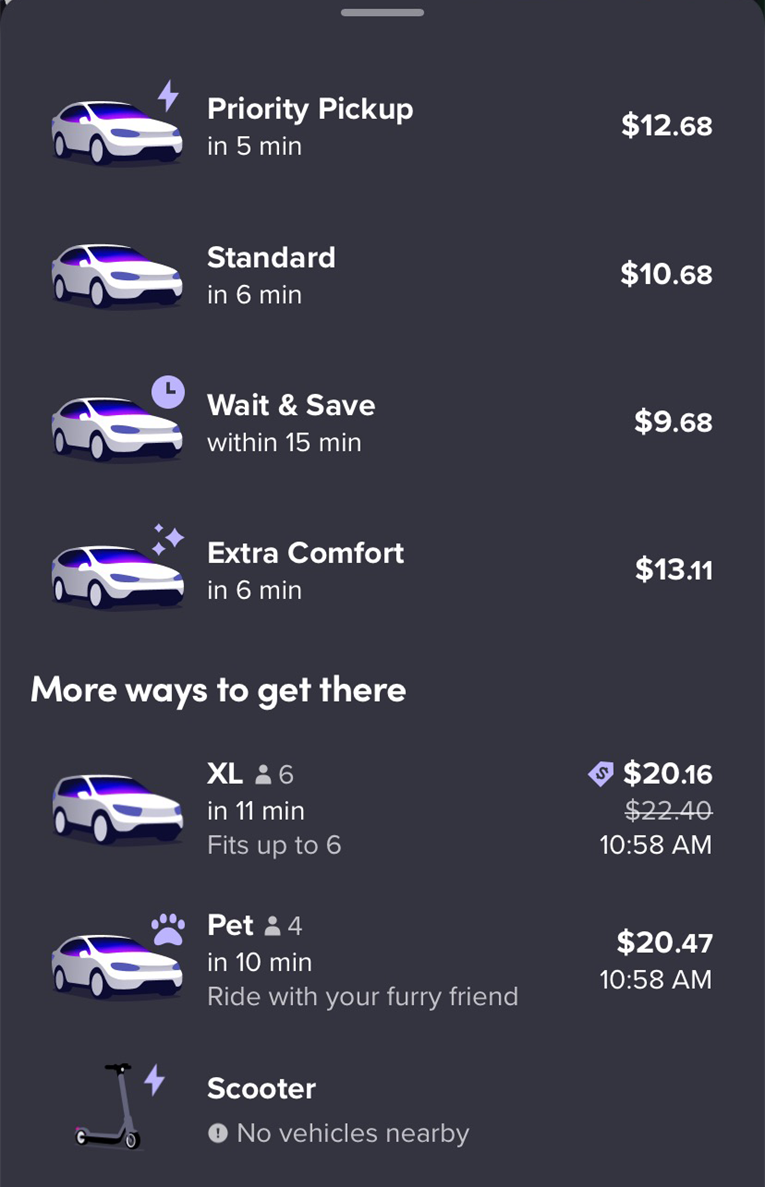 Priority Pickup
in 5 min
$12.68
Standard
in 6 min
$10.68
Wait & Save
within 15 min
$9.68
Extra Comfort
in 6 min
$13.11
More ways to get there
XL 6
$20.16
in 11 min
$22.40
Fits up to 6
10:58 AM
Pet 4
$20.47
in 10 min
10:58 AM
Ride with your furry friend
Scooter
No vehicles nearby